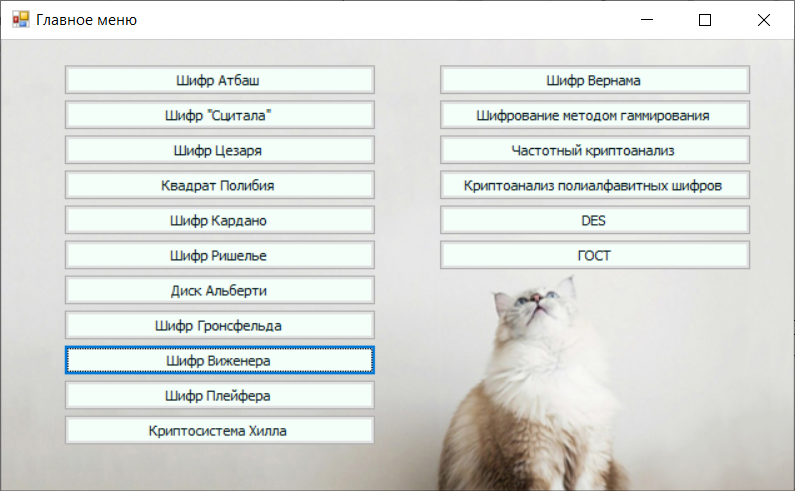 Главное меню
Шифр Атбаш
Шифр "Сцитала"
Шифр Цезаря
Квадрат Полибия
Шифр Кардано
Шифр Ришелье
Диск Альберти
Шифр Гронсфельда
Шифр Виженера
Шифр Плейфера
Криптосистема Хилла
Шифр Вернама
Шифрование методом гаммирования
Частотный криптоанализ
Криптоанализ полиалфавитных шифров
DES
ГОСТ